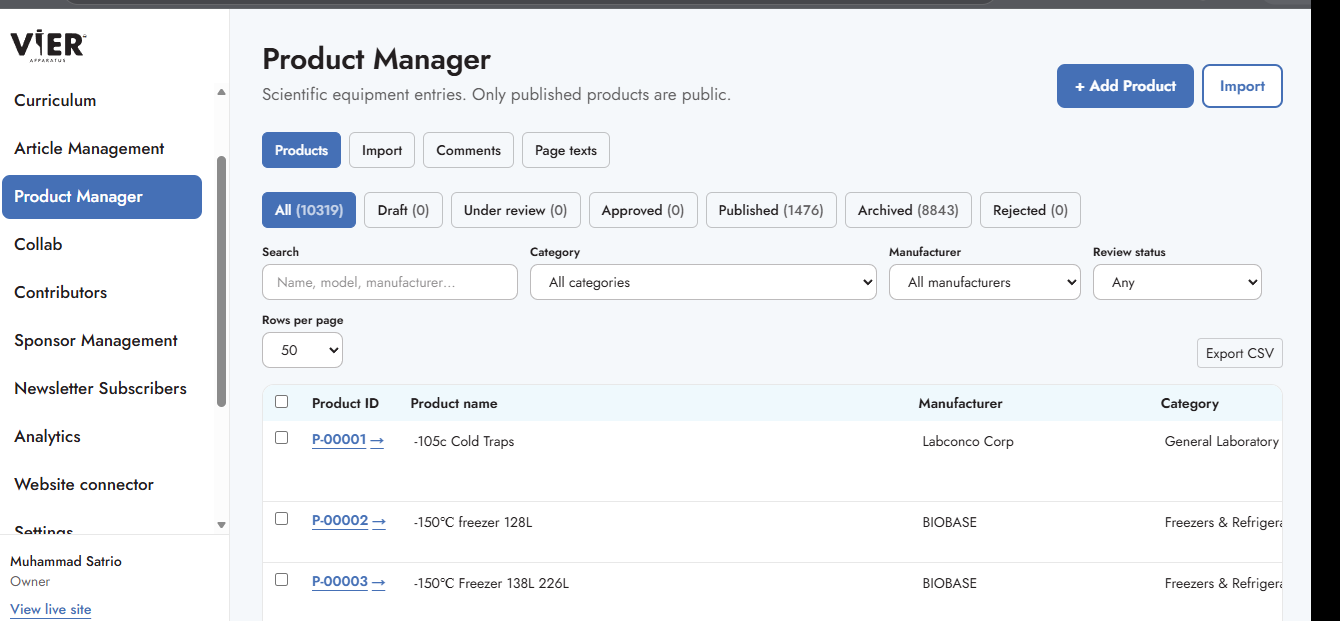 VIER
APPARATUS
Curriculum
Article Management
Product Manager
Collab
Contributors
Sponsor Management
Newsletter Subscribers
Analytics
Website connector
Settings
Muhammad Satrio
Owner
View live site
Product Manager
Scientific equipment entries. Only published products are public.
+ Add Product
Import
Products
Import
Comments
Page texts
All (10319)
Draft (0)
Under review (0)
Approved (0)
Published (1476)
Archived (8843)
Rejected (0)
Search
Category
Manufacturer
Review status
Name, model, manufacturer...
All categories
All manufacturers
Any
Rows per page
50
Export CSV
Product ID Product name Manufacturer Category
P-00001 → -105c Cold Traps Labconco Corp General Laboratory
P-00002 → -150℃ freezer 128L BIOBASE Freezers & Refrigera
P-00003 → -150℃ Freezer 138L 226L BIOBASE Freezers & Refrigera